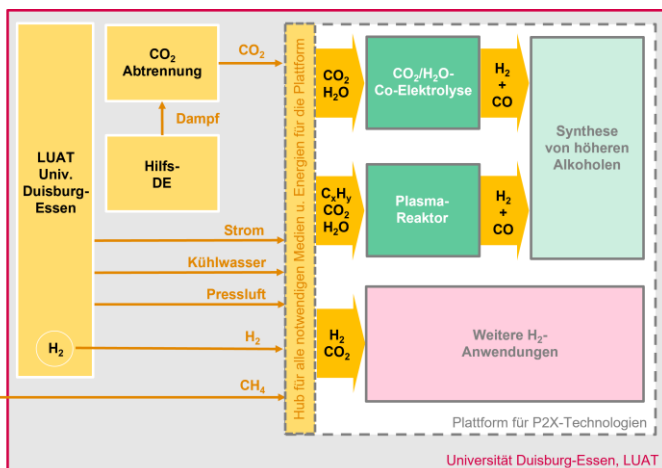 CO₂
Abtrennung
CO₂
Dampf
Hilfs-
DE
LUAT
Univ.
Duisburg-
Essen
H₂
Strom
Kühlwasser
Pressluft
H₂
CH₄
Hub für alle notwendigen Medien u. Energien für die Plattform
CO₂
H₂O
CO₂/H₂O-
Co-Elektrolyse
H₂
+
CO
Synthese
von höheren
Alkoholen
CₓHᵧ
CO₂
H₂O
Plasma-
Reaktor
H₂
+
CO
H₂
CO₂
Weitere H₂-
Anwendungen
Plattform für P2X-Technologien
Universität Duisburg-Essen, LUAT